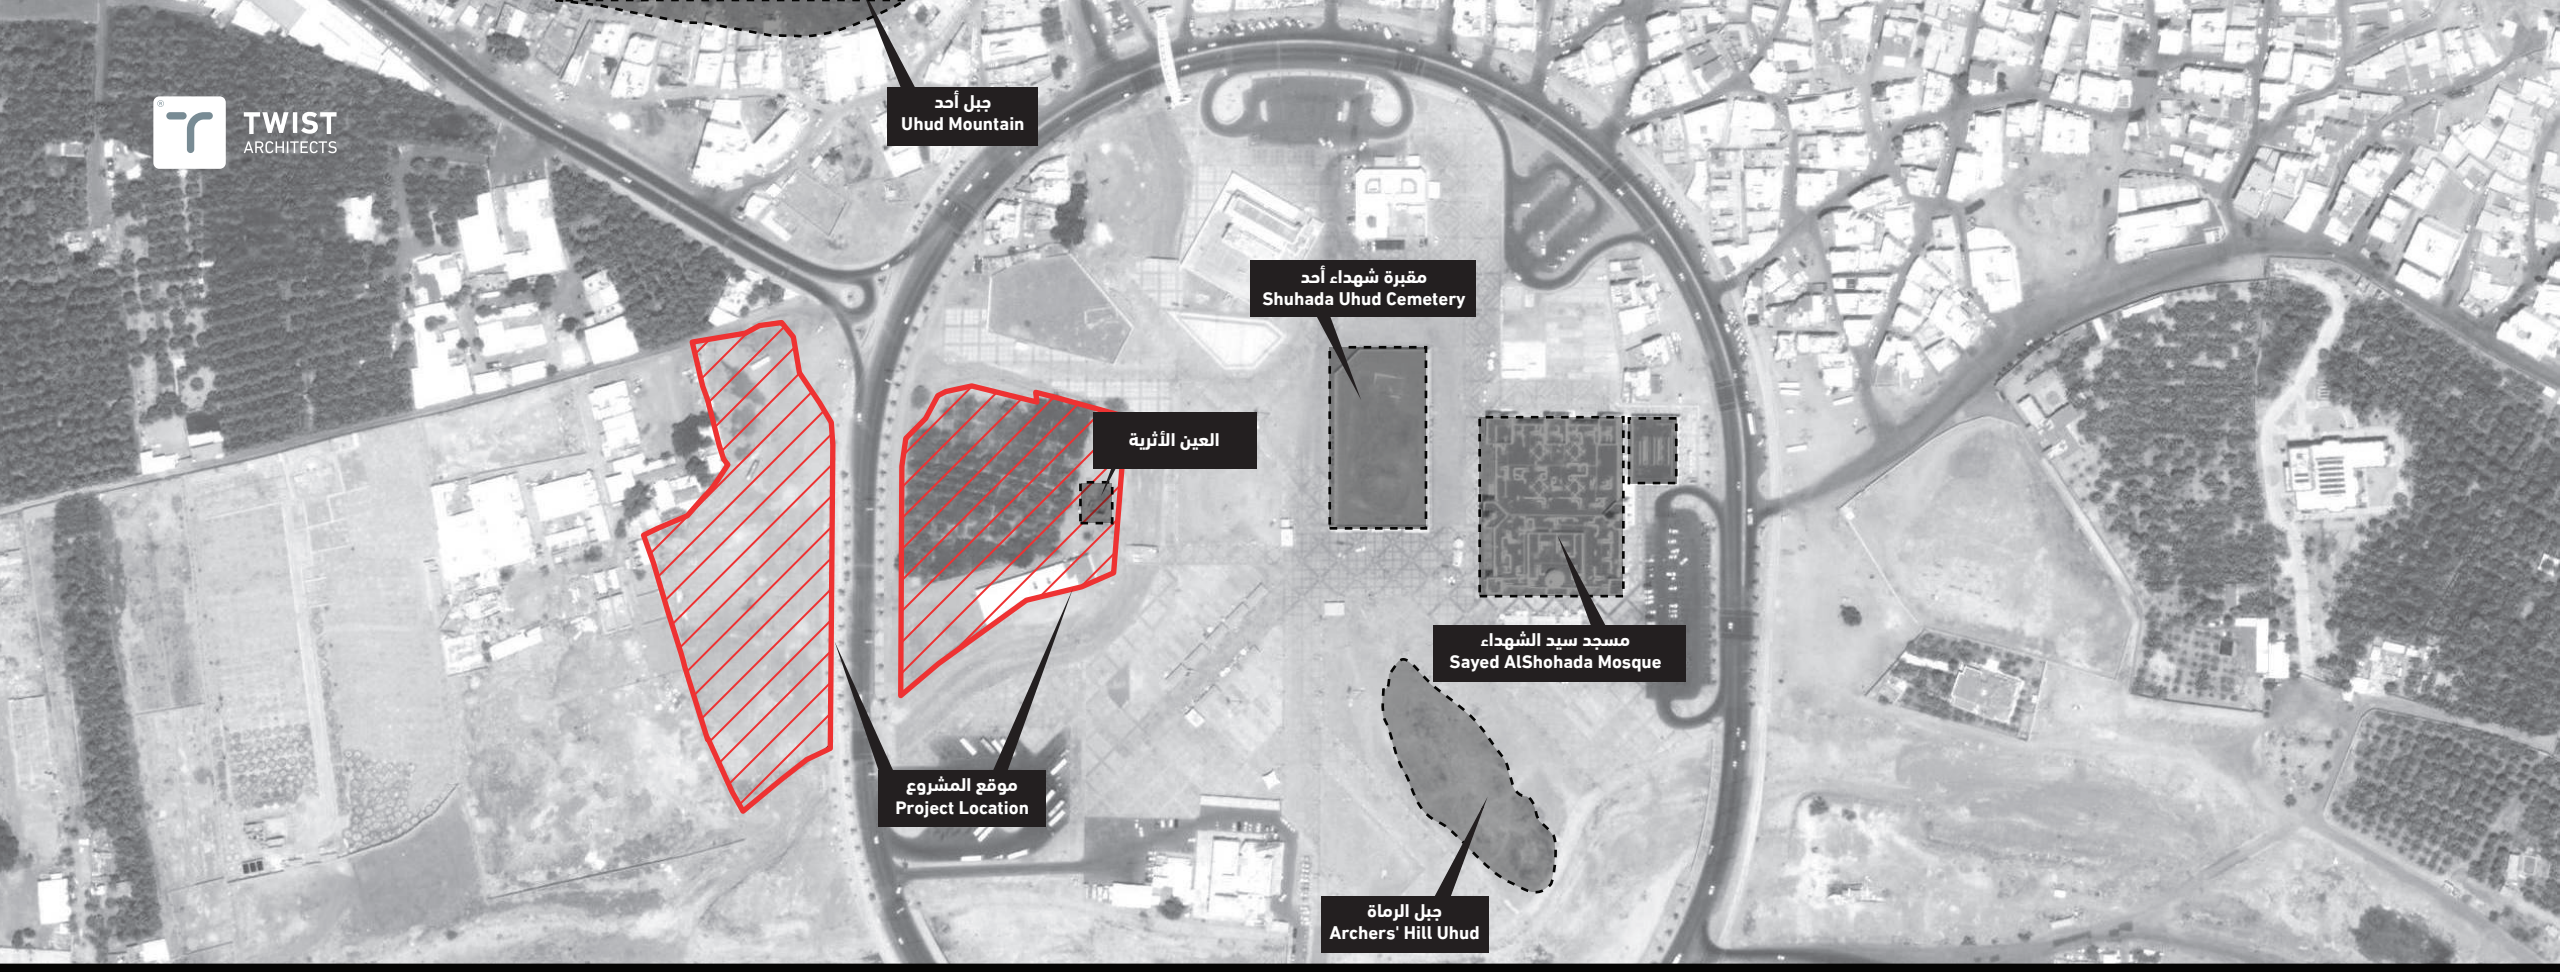 TWIST
ARCHITECTS
®
جبل أحد
Uhud Mountain
مقبرة شهداء أحد
Shuhada Uhud Cemetery
العين الأثرية
مسجد سيد الشهداء
Sayed AlShohada Mosque
موقع المشروع
Project Location
جبل الرماة
Archers' Hill Uhud